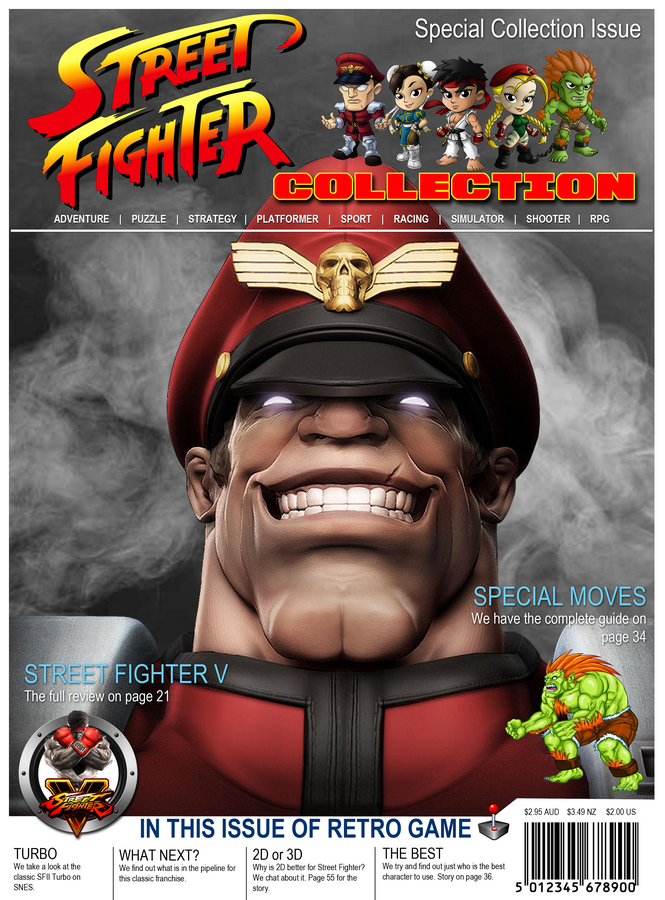 Special Collection Issue
STREET
FIGHTER
COLLECTION
ADVENTURE | PUZZLE | STRATEGY | PLATFORMER | SPORT | RACING | SIMULATOR | SHOOTER | RPG
SPECIAL MOVES
We have the complete guide on
page 34
STREET FIGHTER V
The full review on page 21
V
STREET
FIGHTER
IN THIS ISSUE OF RETRO GAME
$2.95 AUD $3.49 NZ $2.00 US
TURBO
We take a look at the
classic SFII Turbo on
SNES.
WHAT NEXT?
We find out what is in the pipeline for
this classic franchise.
2D or 3D
Why is 2D better for Street Fighter?
We chat about it. Page 55 for the
story.
THE BEST
We try and find out just who is the best
character to use. Story on page 36.
5 012345 678900